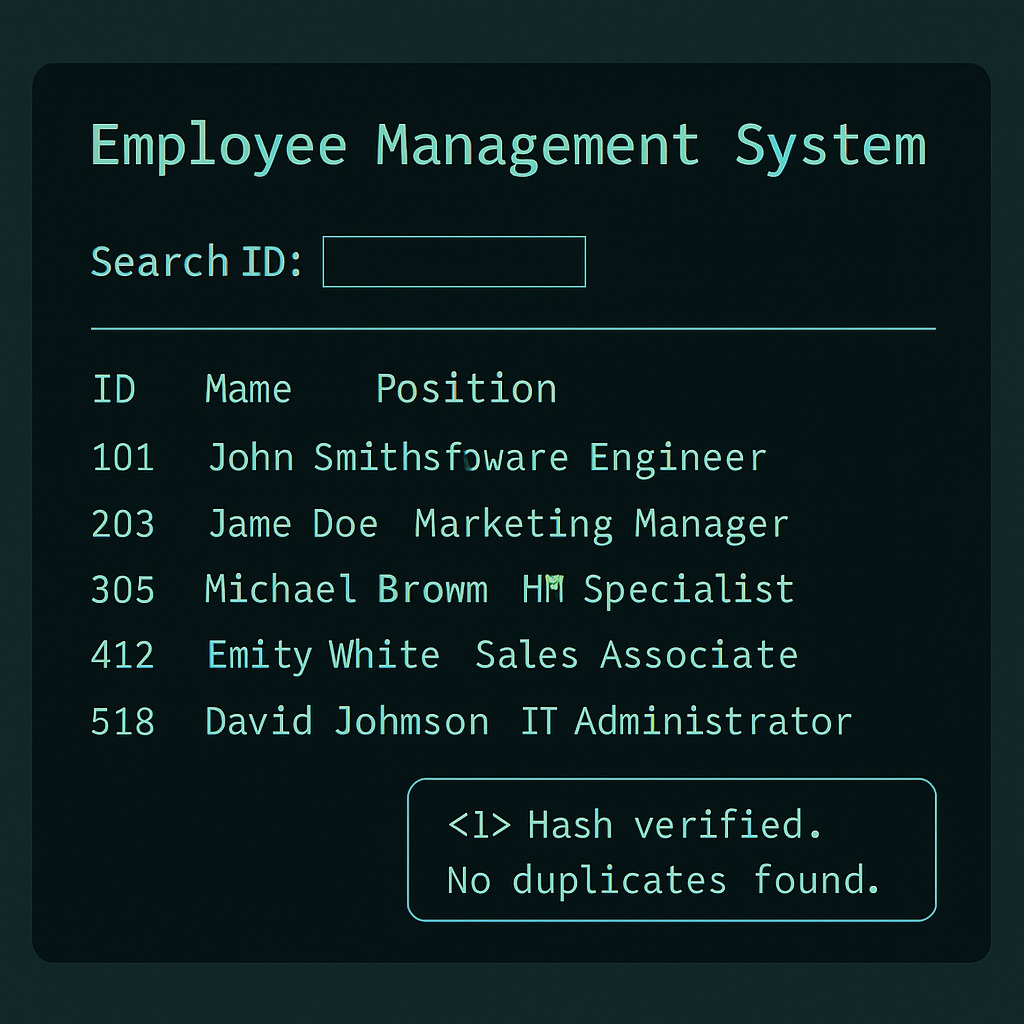 Employee Management System
Search ID:
ID Mame Position
101 John Smithsfoware Engineer
203 Jame Doe Marketing Manager
305 Michael Browm Specialist
412 Emity White Sales Associate
518 David Johmson IT Administrator
<1> Hash verified.
No duplicates found.